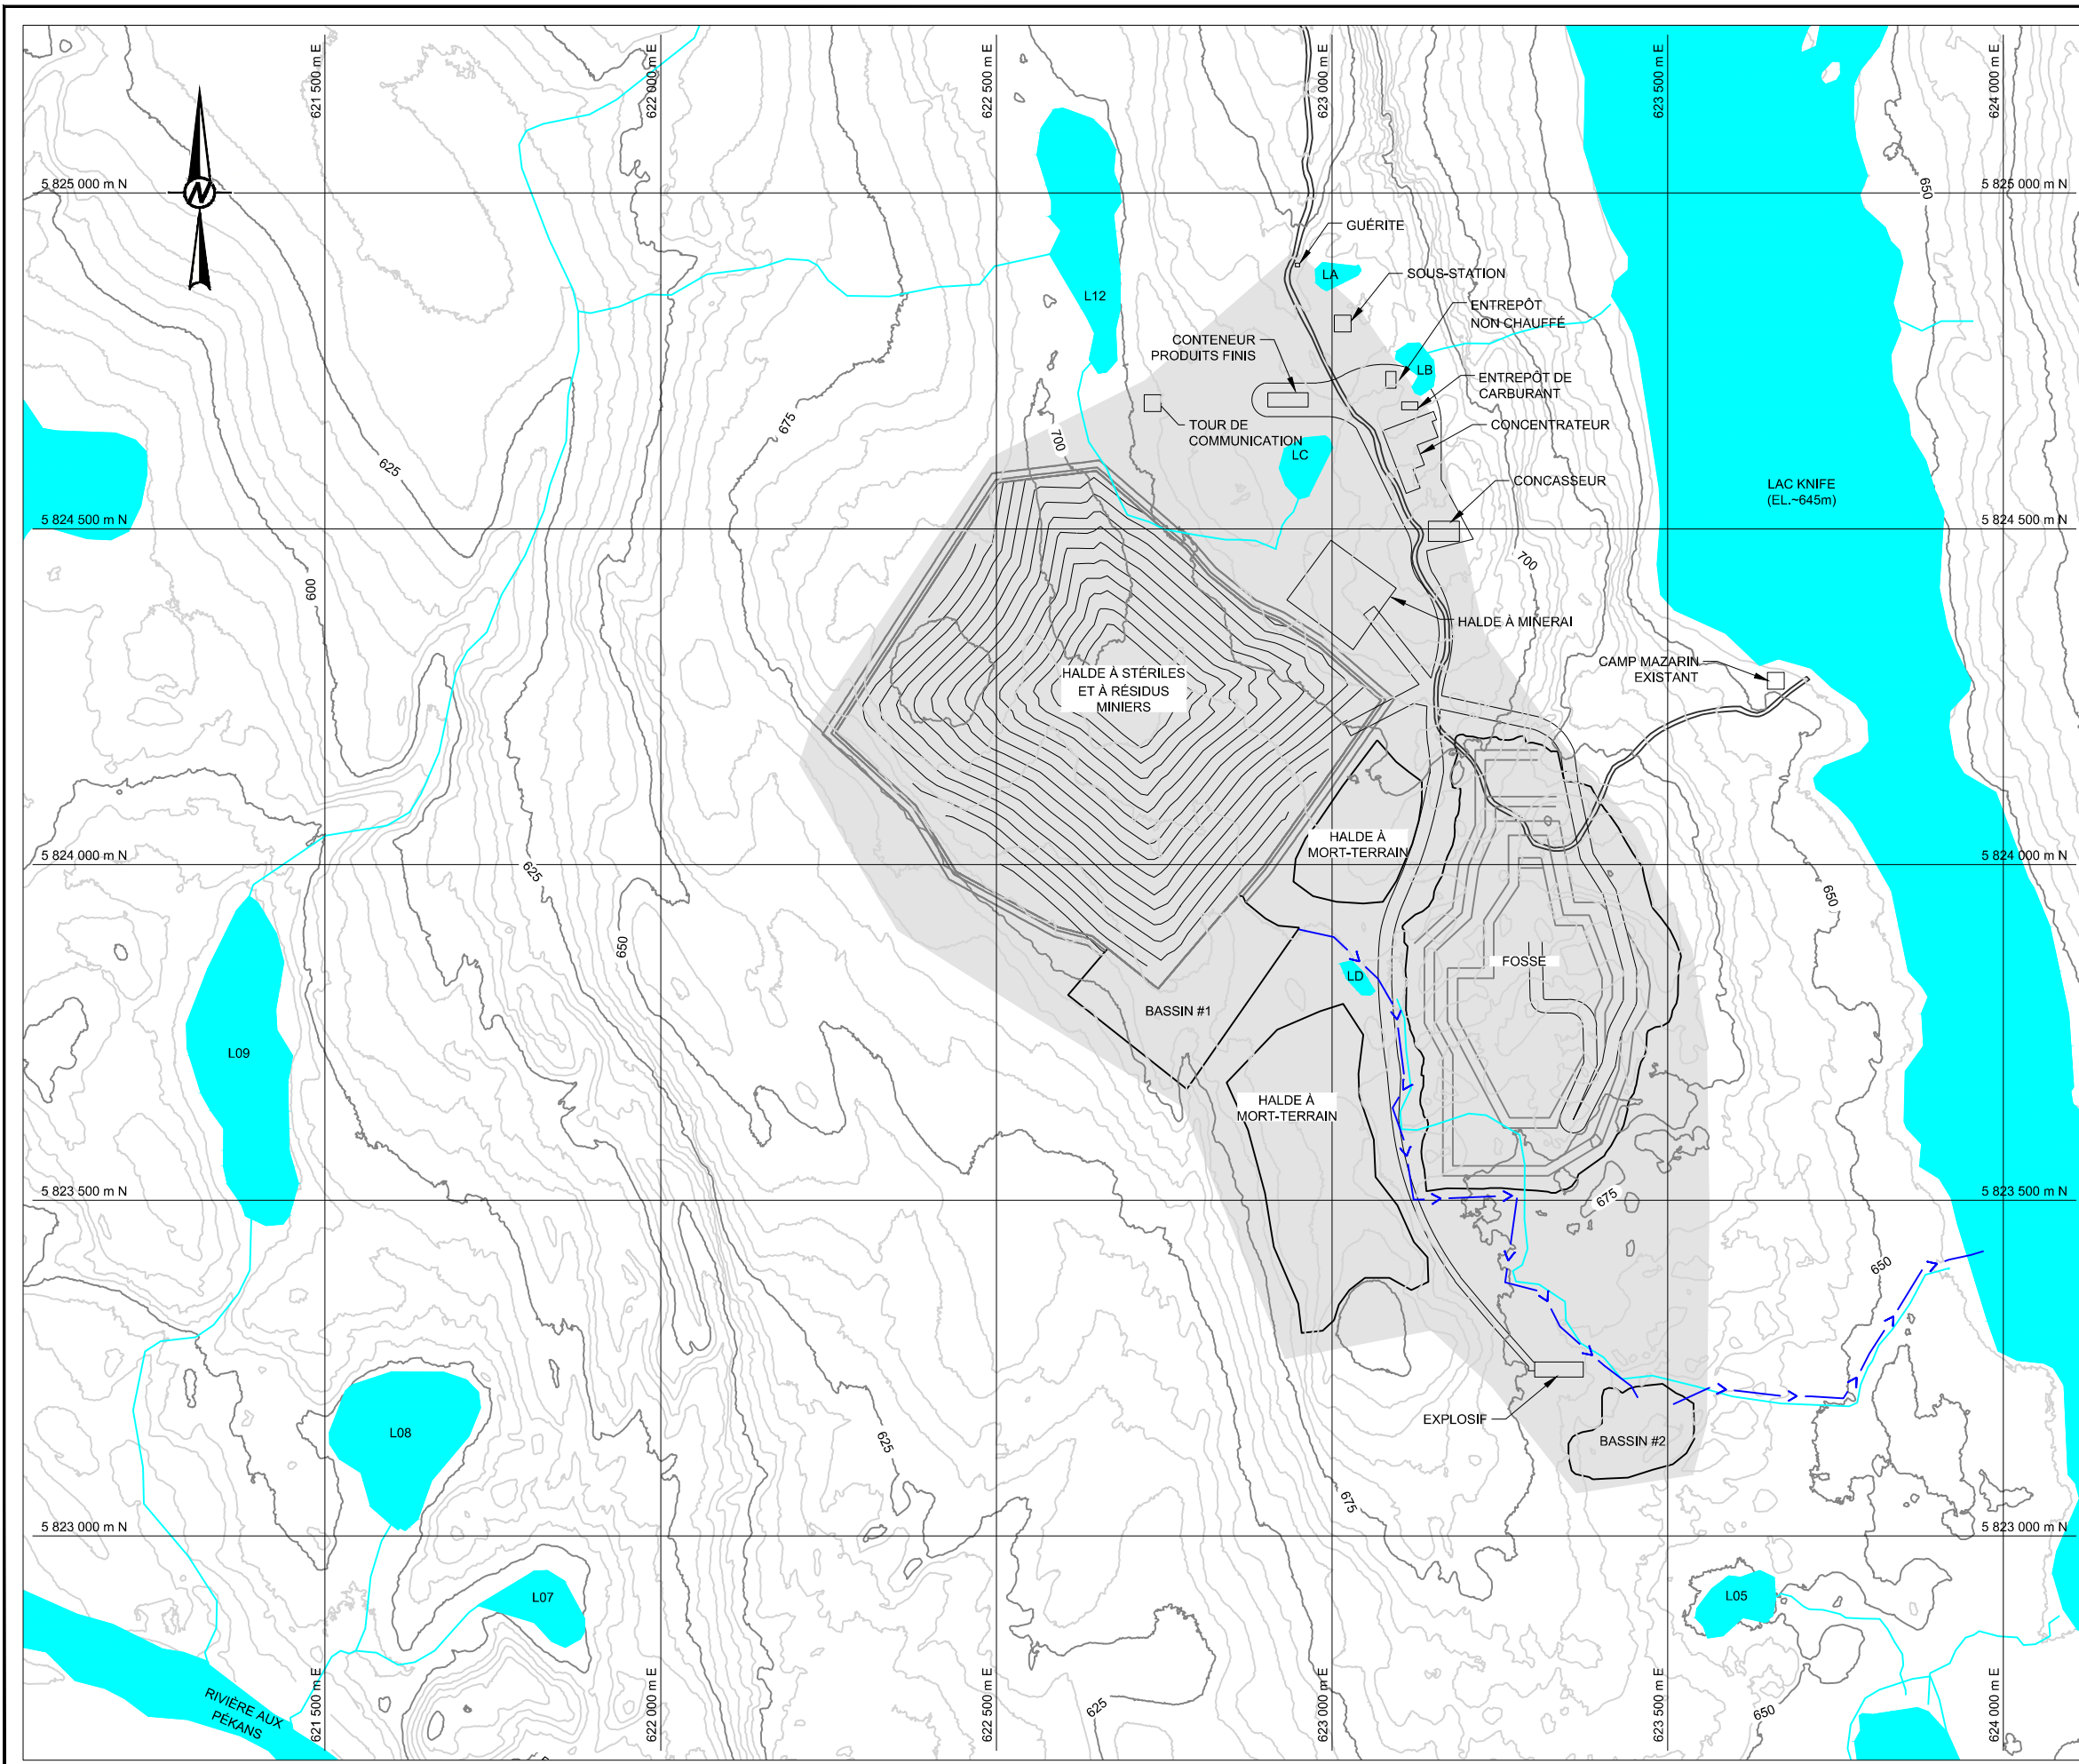 621 500 m E
622 000 m E
622 500 m E
623 000 m E
623 500 m E
624 000 m E
N
5 825 000 m N
5 825 000 m N
650
GUÉRITE
LA
SOUS-STATION
L12
ENTREPÔT
NON CHAUFFÉ
CONTENEUR
PRODUITS FINIS
LB
ENTREPÔT DE
CARBURANT
675
TOUR DE
COMMUNICATION
700
CONCENTRATEUR
LC
625
CONCASSEUR
LAC KNIFE
(EL.~645m)
5 824 500 m N
5 824 500 m N
700
600
HALDE À MINERAI
CAMP MAZARIN
EXISTANT
HALDE À STÉRILES
ET À RÉSIDUS
MINIERS
HALDE À
MORT-TERRAIN
5 824 000 m N
5 824 000 m N
625
650
650
FOSSE
LD
BASSIN #1
L09
HALDE À
MORT-TERRAIN
5 823 500 m N
5 823 500 m N
675
650
EXPLOSIF
BASSIN #2
L08
625
675
5 823 000 m N
5 823 000 m N
L07
L05
RIVIÈRE AUX
PÉKANS
625
650
621 500 m E
622 000 m E
622 500 m E
623 000 m E
623 500 m E
624 000 m E